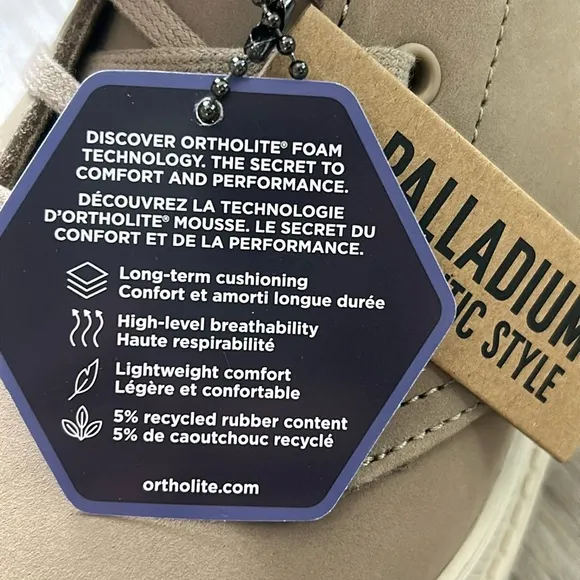 DISCOVER ORTHOLITE® FOAM
TECHNOLOGY. THE SECRET TO
COMFORT AND PERFORMANCE.
DÉCOUVREZ LA TECHNOLOGIE
D'ORTHOLITE® MOUSSE. LE SECRET DU
CONFORT ET DE LA PERFORMANCE.
Long-term cushioning
Confort et amorti longue durée
High-level breathability
Haute respirabilité
Lightweight comfort
Légère et confortable
5% recycled rubber content
5% de caoutchouc recyclé
ortholite.com
PALLADIUM
STYLE